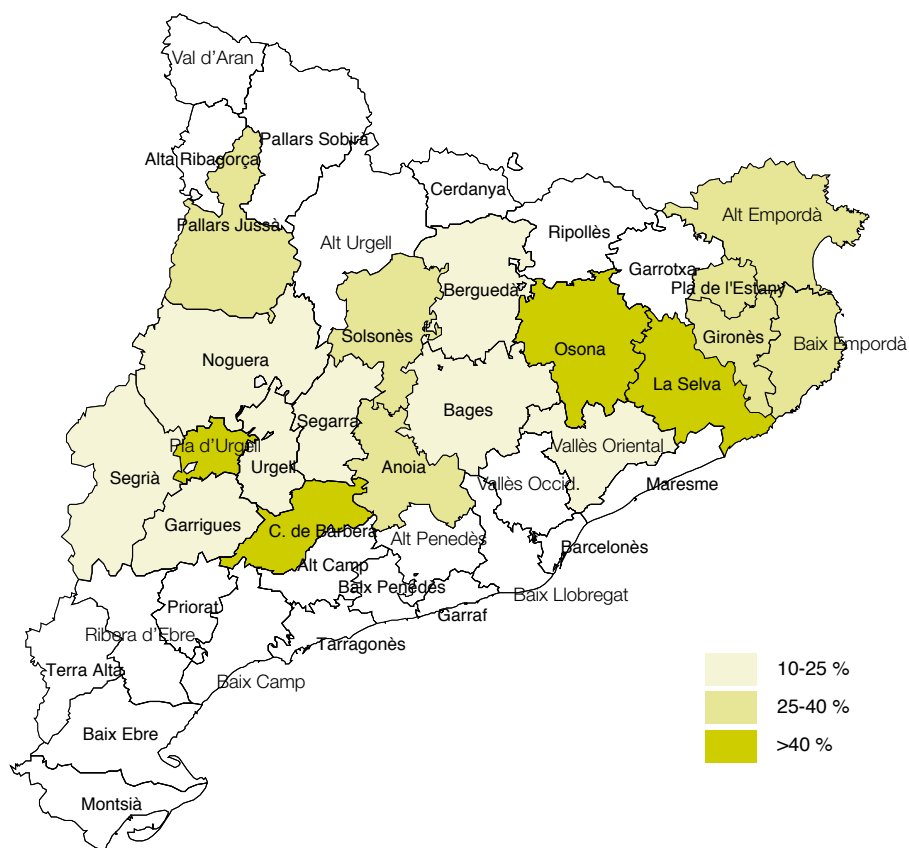 Val d'Aran
Pallars Sobirà
Alta Ribagorça
Cerdanya
Alt Empordà
Pallars Jussà
Ripollès
Alt Urgell
Garrotxa
Berguedà
Pla de l'Estany
Solsonès
Gironès
Baix Empordà
Osona
Noguera
La Selva
Bages
Segarra
Pla d'Urgell
Vallès Oriental
Urgell
Anoia
Segrià
Vallès Occid.
Maresme
Garrigues
C. de Barberà
Alt Penedès
Barcelonès
Alt Camp
Baix Penedès
Baix Llobregat
Priorat
Garraf
Ribera d'Ebre
Tarragonès
Terra Alta
Baix Camp
Baix Ebre
Montsià
10-25 %
25-40 %
>40 %